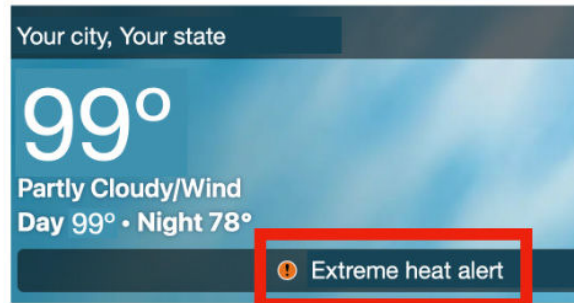 Your city, Your state
99°
Partly Cloudy/Wind
Day 99° • Night 78°
Extreme heat alert